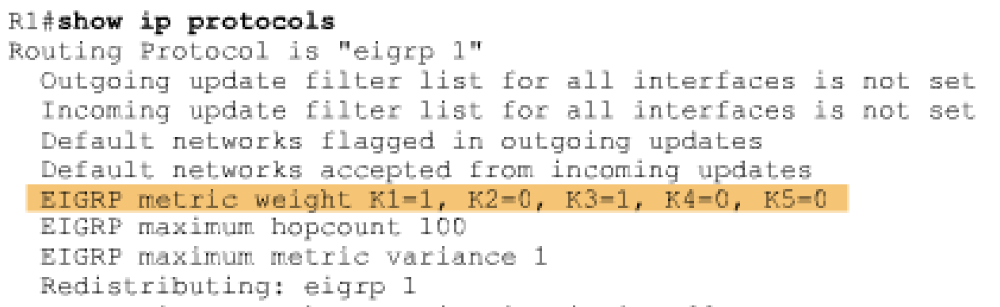 R1#show ip protocols
Routing Protocol is "eigrp 1"
Outgoing update filter list for all interfaces is not set
Incoming update filter list for all interfaces is not set
Default networks flagged in outgoing updates
Default networks accepted from incoming updates
EIGRP metric weight K1=1, K2=0, K3=1, K4=0, K5=0
EIGRP maximum hopcount 100
EIGRP maximum metric variance 1
Redistributing: eigrp 1